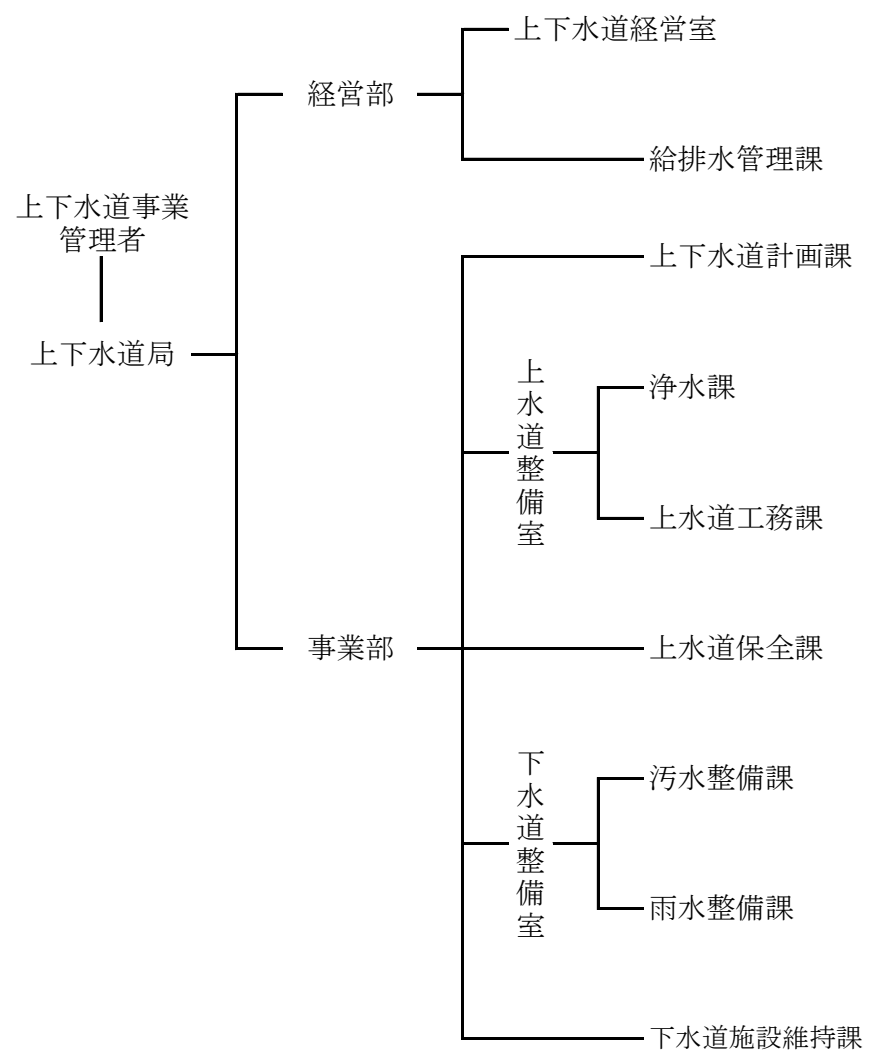 上下水道事業
管理者
上下水道局
経営部
上下水道経営室
給排水管理課
事業部
上下水道計画課
上水道整備室
浄水課
上水道工務課
上水道保全課
下水道整備室
汚水整備課
雨水整備課
下水道施設維持課